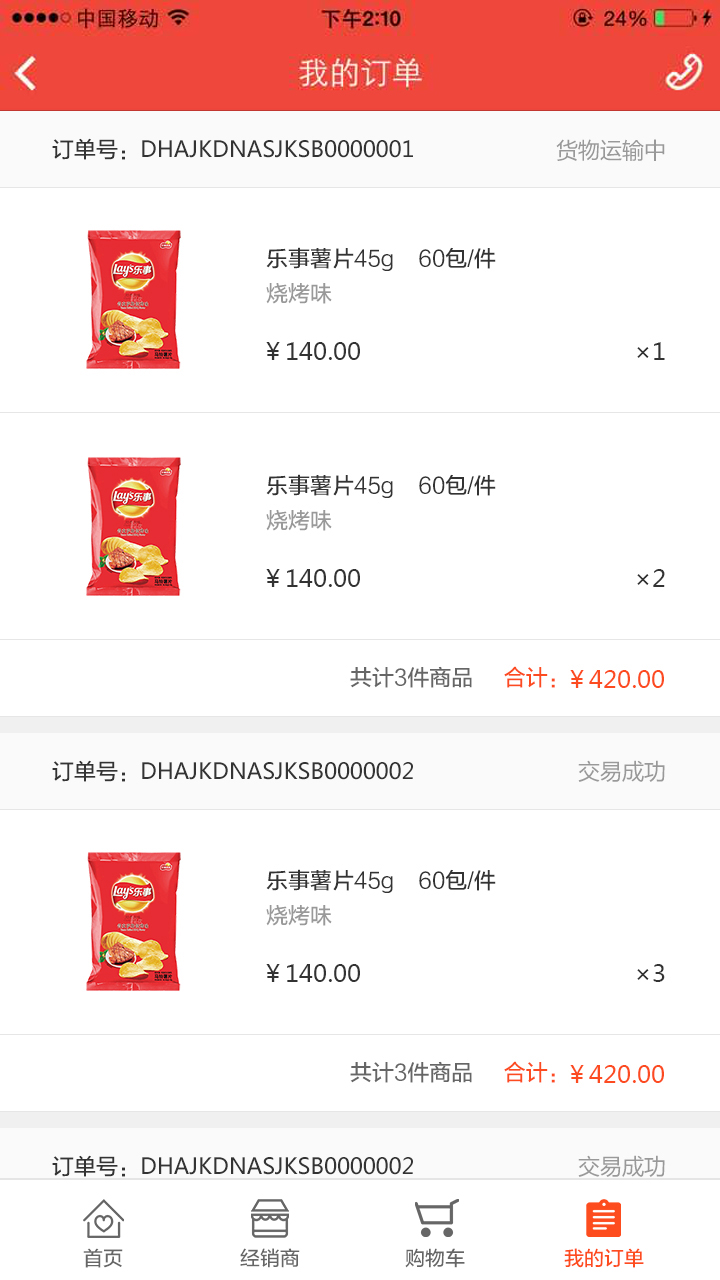 中国移动 下午2:10 24%
我的订单
订单号：DHAJKDNASJKSB0000001 货物运输中
Lay's乐事
乐事薯片45g 60包/件
烧烤味
¥140.00 ×1
Lay's乐事
乐事薯片45g 60包/件
烧烤味
¥140.00 ×2
共计3件商品 合计：¥420.00
订单号：DHAJKDNASJKSB0000002 交易成功
Lay's乐事
乐事薯片45g 60包/件
烧烤味
¥140.00 ×3
共计3件商品 合计：¥420.00
订单号：DHAJKDNASJKSB0000002 交易成功
首页 经销商 购物车 我的订单